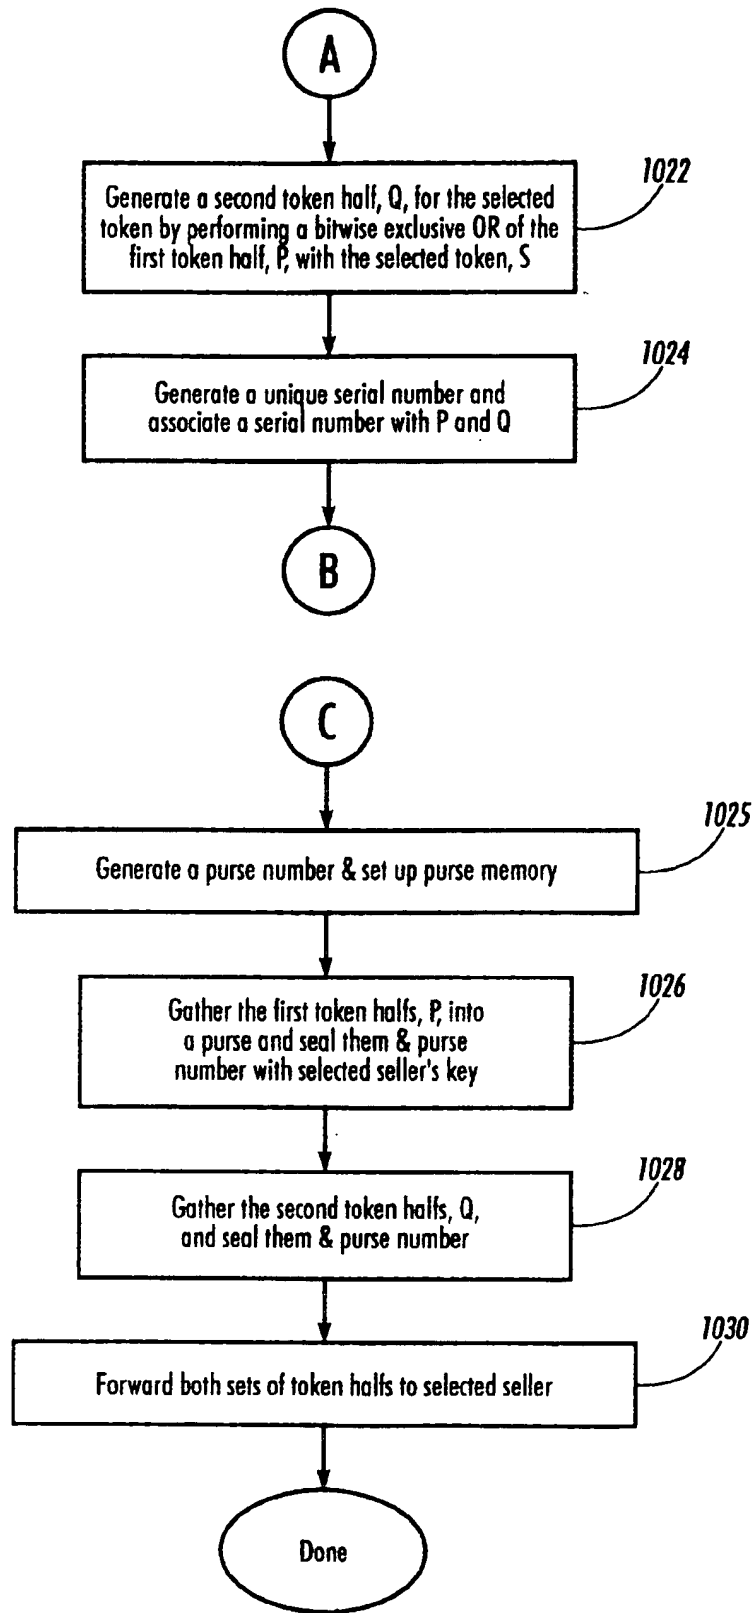 A
1022
Generate a second token half, Q, for the selected
token by performing a bitwise exclusive OR of the
first token half, P, with the selected token, S
1024
Generate a unique serial number and
associate a serial number with P and Q
B
C
1025
Generate a purse number & set up purse memory
1026
Gather the first token halfs, P, into
a purse and seal them & purse
number with selected seller's key
1028
Gather the second token halfs, Q,
and seal them & purse number
1030
Forward both sets of token halfs to selected seller
Done